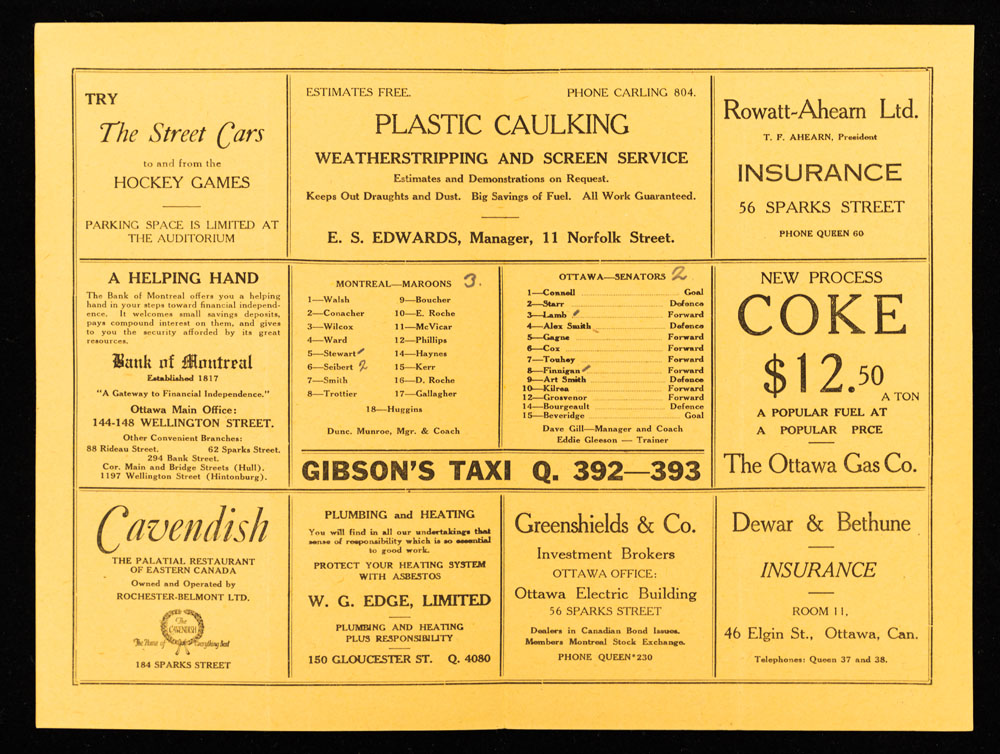 TRY
The Street Cars
to and from the
HOCKEY GAMES
PARKING SPACE IS LIMITED AT
THE AUDITORIUM
ESTIMATES FREE. PHONE CARLING 804.
PLASTIC CAULKING
WEATHERSTRIPPING AND SCREEN SERVICE
Estimates and Demonstrations on Request.
Keeps Out Draughts and Dust. Big Savings of Fuel. All Work Guaranteed.
E. S. EDWARDS, Manager, 11 Norfolk Street.
Rowatt-Ahearn Ltd.
T. F. AHEARN, President
INSURANCE
56 SPARKS STREET
PHONE QUEEN 60
A HELPING HAND
The Bank of Montreal offers you a helping
hand in your steps toward financial independ-
ence. It welcomes small savings deposits,
pays compound interest on them, and gives
to you the security afforded by its great
resources.
Bank of Montreal
Established 1817
"A Gateway to Financial Independence."
Ottawa Main Office:
144-148 WELLINGTON STREET.
Other Convenient Branches:
88 Rideau Street. 62 Sparks Street.
294 Bank Street.
Cor. Main and Bridge Streets (Hull).
1197 Wellington Street (Hintonburg).
MONTREAL—MAROONS 3.
1—Walsh 9—Boucher
2—Conacher 10—E. Roche
3—Wilcox 11—McVicar
4—Ward 12—Phillips
5—Stewart 14—Haynes
6—Seibert 2 15—Kerr
7—Smith 16—D. Roche
8—Trottier 17—Gallagher
18—Huggins
Dunc. Munroe, Mgr. & Coach
OTTAWA—SENATORS 2
1—Connell Goal
2—Starr Defence
3—Lamb Forward
4—Alex Smith Defence
5—Gagne Forward
6—Cox Forward
7—Touhey Forward
8—Finnigan Forward
9—Art Smith Defence
10—Kilrea Forward
12—Grosvenor Forward
14—Bourgeault Defence
15—Beveridge Goal
Dave Gill—Manager and Coach
Eddie Gleeson — Trainer
GIBSON'S TAXI Q. 392—393
NEW PROCESS
COKE
$12.50
A TON
A POPULAR FUEL AT
A POPULAR PRCE
The Ottawa Gas Co.
Cavendish
THE PALATIAL RESTAURANT
OF EASTERN CANADA
Owned and Operated by
ROCHESTER-BELMONT LTD.
The
CAVENDISH
The Home of Everything best
184 SPARKS STREET
PLUMBING and HEATING
You will find in all our undertakings that
sense of responsibility which is so essential
to good work.
PROTECT YOUR HEATING SYSTEM
WITH ASBESTOS
W. G. EDGE, LIMITED
PLUMBING AND HEATING
PLUS RESPONSIBILITY
150 GLOUCESTER ST. Q. 4080
Greenshields & Co.
Investment Brokers
OTTAWA OFFICE:
Ottawa Electric Building
56 SPARKS STREET
Dealers in Canadian Bond Issues.
Members Montreal Stock Exchange.
PHONE QUEEN 230
Dewar & Bethune
INSURANCE
ROOM 11,
46 Elgin St., Ottawa, Can.
Telephones: Queen 37 and 38.